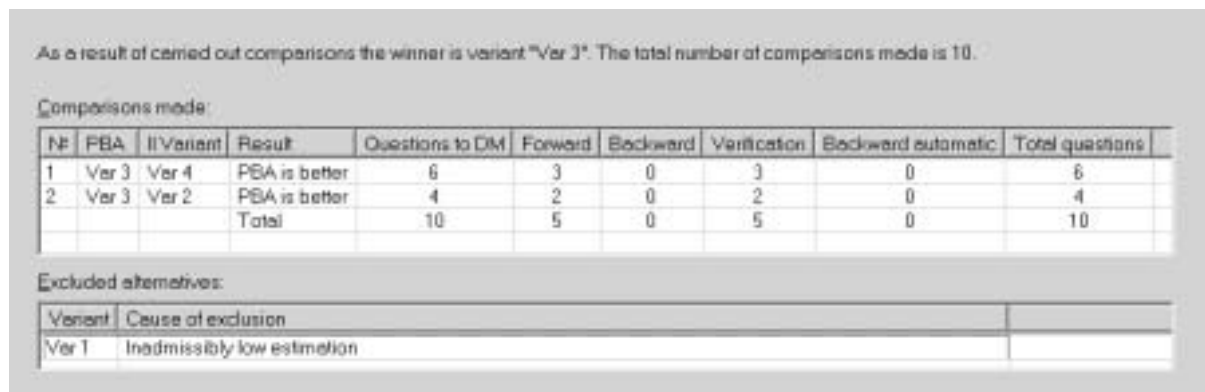 As a result of carried out comparisons the winner is variant "Var 3". The total number of comparisons made is 10.
Comparisons made:
N# PBA II Variant Result Questions to DM Forward Backward Verification Backward automatic Total questions
1 Var 3 Var 4 PBA is better 6 3 0 3 0 6
2 Var 3 Var 2 PBA is better 4 2 0 2 0 4
Total 10 5 0 5 0 10
Excluded alternatives:
Variant Cause of exclusion
Var 1 Inadmissibly low estimation